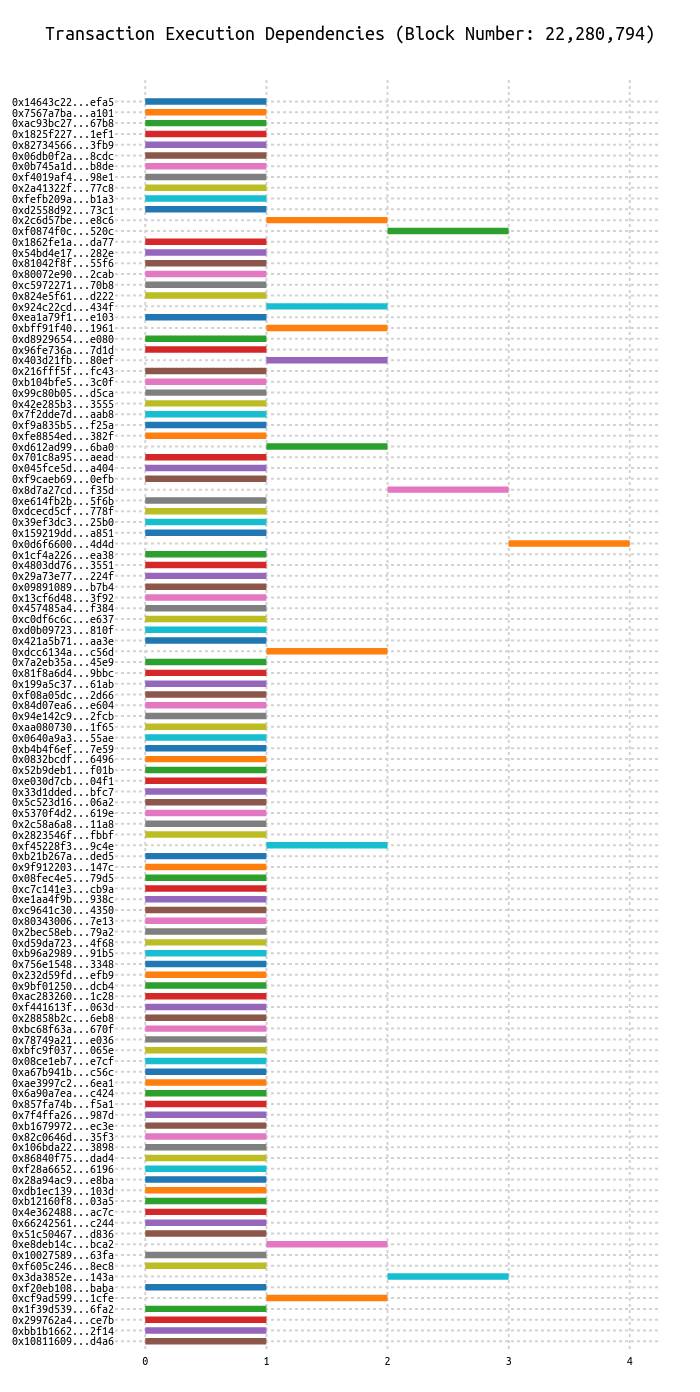 Transaction Execution Dependencies (Block Number: 22,280,794)
0x14643c22...efa5
0x7567a7ba...a101
0xac93bc27...67b8
0x1825f227...1ef1
0x82734566...3fb9
0x06db0f2a...8cdc
0x0b745a1d...b8de
0xf4019af4...98e1
0x2a41322f...77c8
0xfefb209a...b1a3
0xd2558d92...73c1
0x2c6d57be...e8c6
0xf0874f0c...520c
0x1862fe1a...da77
0x54bd4e17...282e
0x81042f8f...55f6
0x80072e90...2cab
0xc5972271...70b8
0x824e5f61...d222
0x924c22cd...434f
0xea1a79f1...e103
0xbff91f40...1961
0xd8929654...e080
0x96fe736a...7d1d
0x403d21fb...80ef
0x216fff5f...fc43
0xb104bfe5...3c0f
0x99c80b05...d5ca
0x42e285b3...3555
0x7f2dde7d...aab8
0xf9a835b5...f25a
0xfe8854ed...382f
0xd612ad99...6ba0
0x701c8a95...aead
0x045fce5d...a404
0xf9caeb69...0efb
0x8d7a27cd...f35d
0xe614fb2b...5f6b
0xdcecd5cf...778f
0x39ef3dc3...25b0
0x159219dd...a851
0x0d6f6600...4d4d
0x1cf4a226...ea38
0x4803dd76...3551
0x29a73e77...224f
0x09891089...b7b4
0x13cf6d48...3f92
0x457485a4...f384
0xc0df6c6c...e637
0xd0b09723...810f
0x421a5b71...aa3e
0xdcc6134a...c56d
0x7a2eb35a...45e9
0x81f8a6d4...9bbc
0x199a5c37...61ab
0xf08a05dc...2d66
0x84d07ea6...e604
0x94e142c9...2fcb
0xaa080730...1f65
0x0640a9a3...55ae
0xb4b4f6ef...7e59
0x0832bcdf...6496
0x52b9deb1...f01b
0xe030d7cb...04f1
0x33d1dded...bfc7
0x5c523d16...06a2
0x5370f4d2...619e
0x2c58a6a8...11a8
0x2823546f...fbbf
0xf45228f3...9c4e
0xb21b267a...ded5
0x9f912203...147c
0x08fec4e5...79d5
0xc7c141e3...cb9a
0xe1aa4f9b...938c
0xc9641c30...4350
0x80343006...7e13
0x2bec58eb...79a2
0xd59da723...4f68
0xb96a2989...91b5
0x756e1548...3348
0x232d59fd...efb9
0x9bf01250...dcb4
0xac283260...1c28
0xf441613f...063d
0x28858b2c...6eb8
0xbc68f63a...670f
0x78749a21...e036
0xbfc9f037...065e
0x08ce1eb7...e7cf
0xa67b941b...c56c
0xae3997c2...6ea1
0x6a90a7ea...c424
0x857fa74b...f5a1
0x7f4ffa26...987d
0xb1679972...ec3e
0x82c0646d...35f3
0x106bda22...3898
0x86840f75...dad4
0xf28a6652...6196
0x28a94ac9...e8ba
0xdb1ec139...103d
0xb12160f8...03a5
0x4e362488...ac7c
0x66242561...c244
0x51c50467...d836
0xe8deb14c...bca2
0x10027589...63fa
0xf605c246...8ec8
0x3da3852e...143a
0xf20eb108...baba
0xcf9ad599...1cfe
0x1f39d539...6fa2
0x299762a4...ce7b
0xbb1b1662...2f14
0x10811609...d4a6
0 1 2 3 4